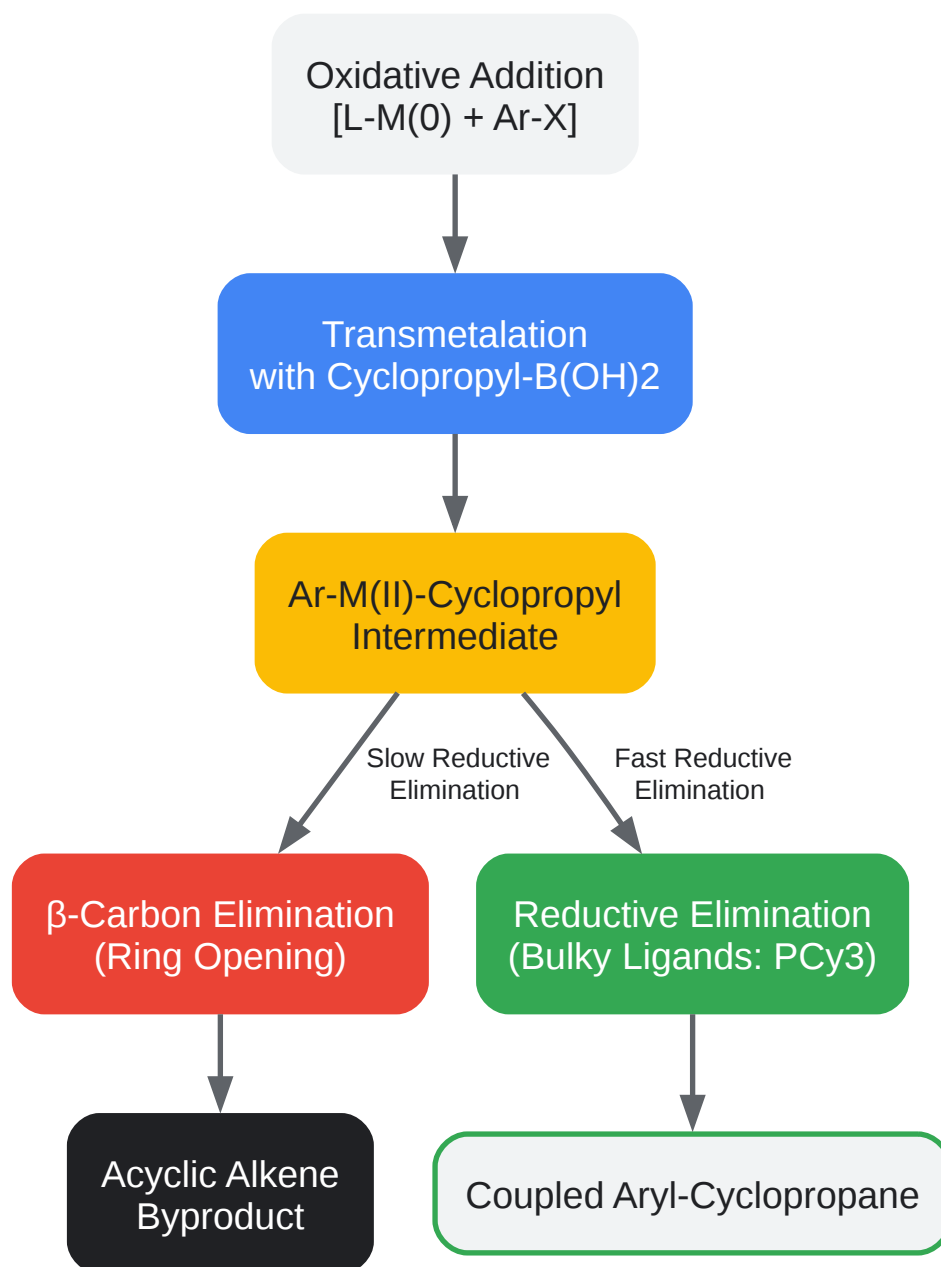 Oxidative Addition
[L-M(0) + Ar-X]
Transmetalation
with Cyclopropyl-B(OH)2
Ar-M(II)-Cyclopropyl
Intermediate
Slow Reductive
Elimination
Fast Reductive
Elimination
β-Carbon Elimination
(Ring Opening)
Reductive Elimination
(Bulky Ligands: PCy3)
Acyclic Alkene
Byproduct
Coupled Aryl-Cyclopropane